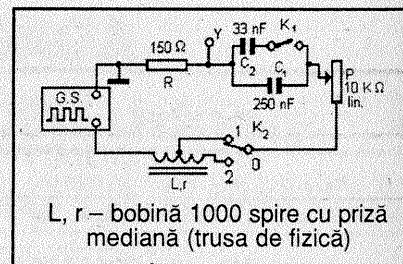 Y
33 nF K₁
150 Ω
R
C₂
C₁
P
250 nF
10 KΩ
lin.
G.S.
1 K₂
0
2
L,r
L, r – bobină 1000 spire cu priză
mediană (trusa de fizică)